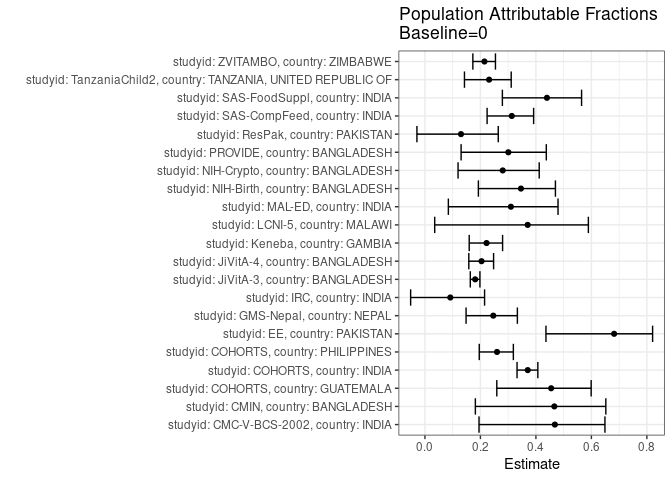 Population Attributable Fractions
Baseline=0
studyid: ZVITAMBO, country: ZIMBABWE
studyid: TanzaniaChild2, country: TANZANIA, UNITED REPUBLIC OF
studyid: SAS-FoodSuppl, country: INDIA
studyid: SAS-CompFeed, country: INDIA
studyid: ResPak, country: PAKISTAN
studyid: PROVIDE, country: BANGLADESH
studyid: NIH-Crypto, country: BANGLADESH
studyid: NIH-Birth, country: BANGLADESH
studyid: MAL-ED, country: INDIA
studyid: LCNI-5, country: MALAWI
studyid: Keneba, country: GAMBIA
studyid: JiVitA-4, country: BANGLADESH
studyid: JiVitA-3, country: BANGLADESH
studyid: IRC, country: INDIA
studyid: GMS-Nepal, country: NEPAL
studyid: EE, country: PAKISTAN
studyid: COHORTS, country: PHILIPPINES
studyid: COHORTS, country: INDIA
studyid: COHORTS, country: GUATEMALA
studyid: CMIN, country: BANGLADESH
studyid: CMC-V-BCS-2002, country: INDIA
0.0 0.2 0.4 0.6 0.8
Estimate